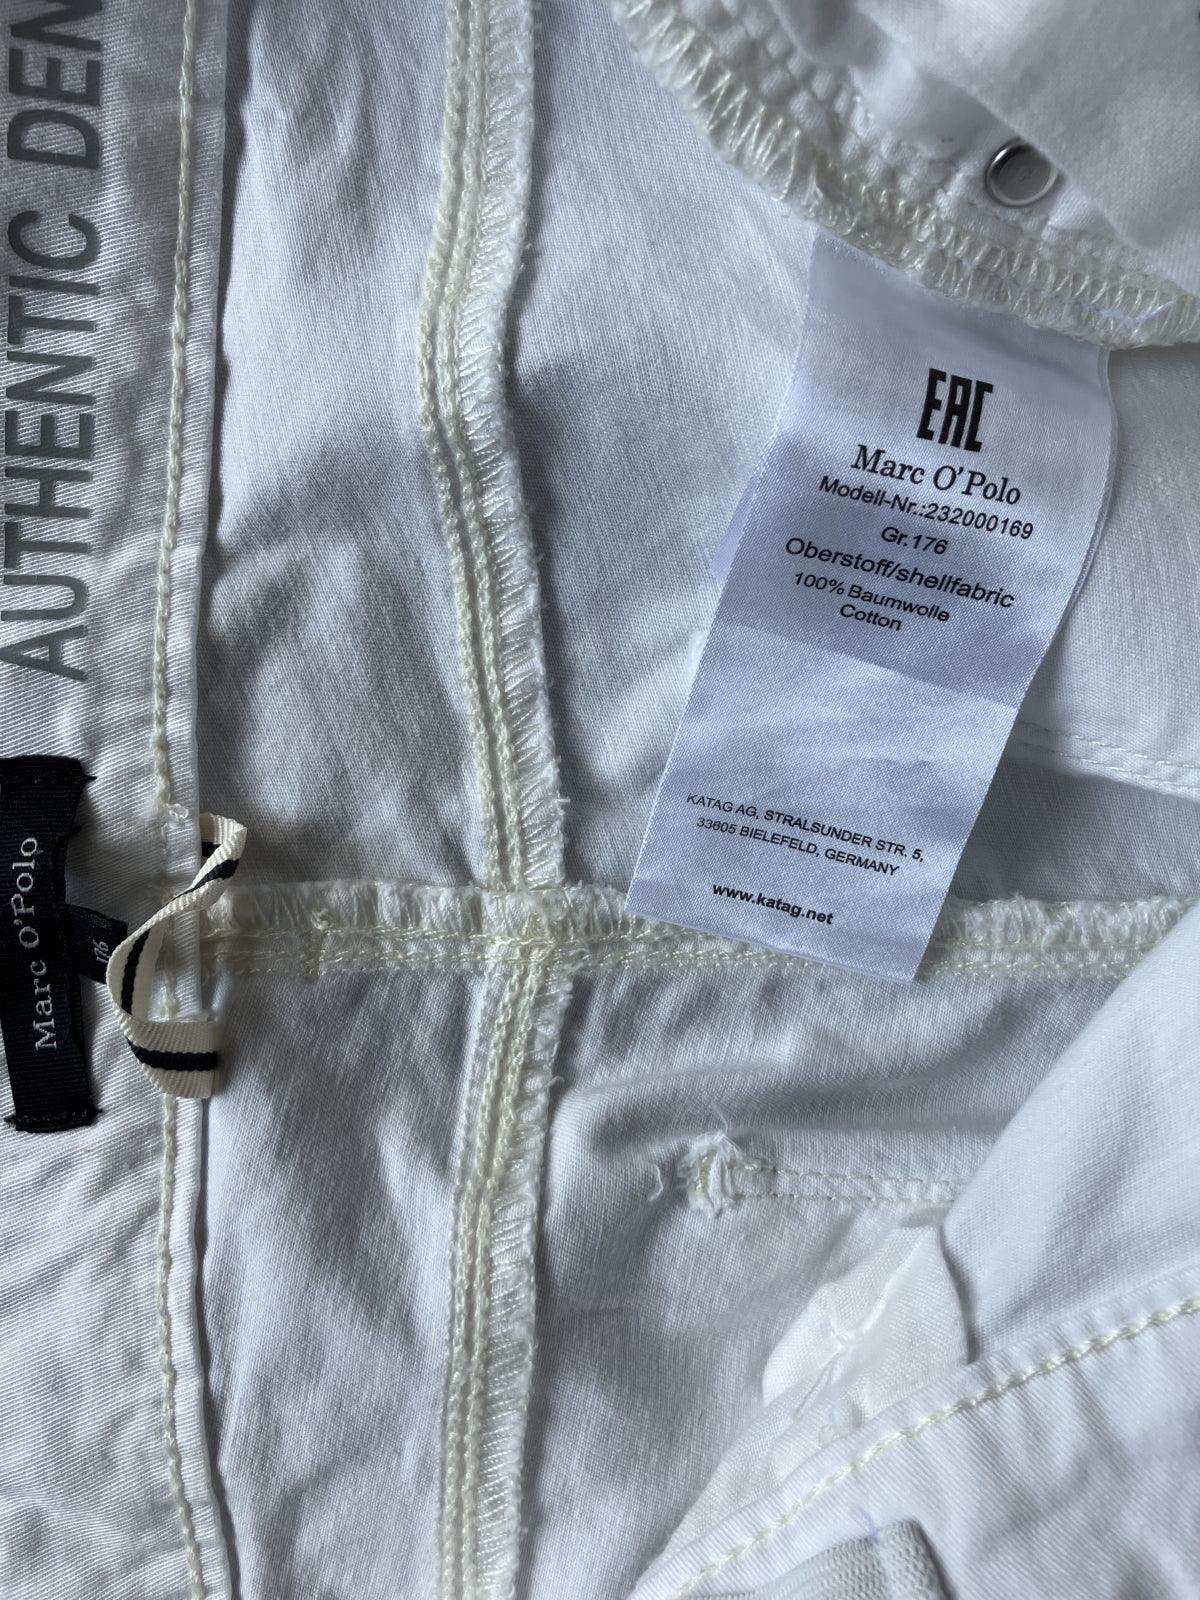 AUTHENTIC DEN
Marc O'Polo
176
EAC
Marc O'Polo
Modell-Nr.:232000169
Gr.176
Oberstoff/shellfabric
100% Baumwolle
Cotton
KATAG AG, STRALSUNDER STR. 5,
33605 BIELEFELD, GERMANY
www.katag.net